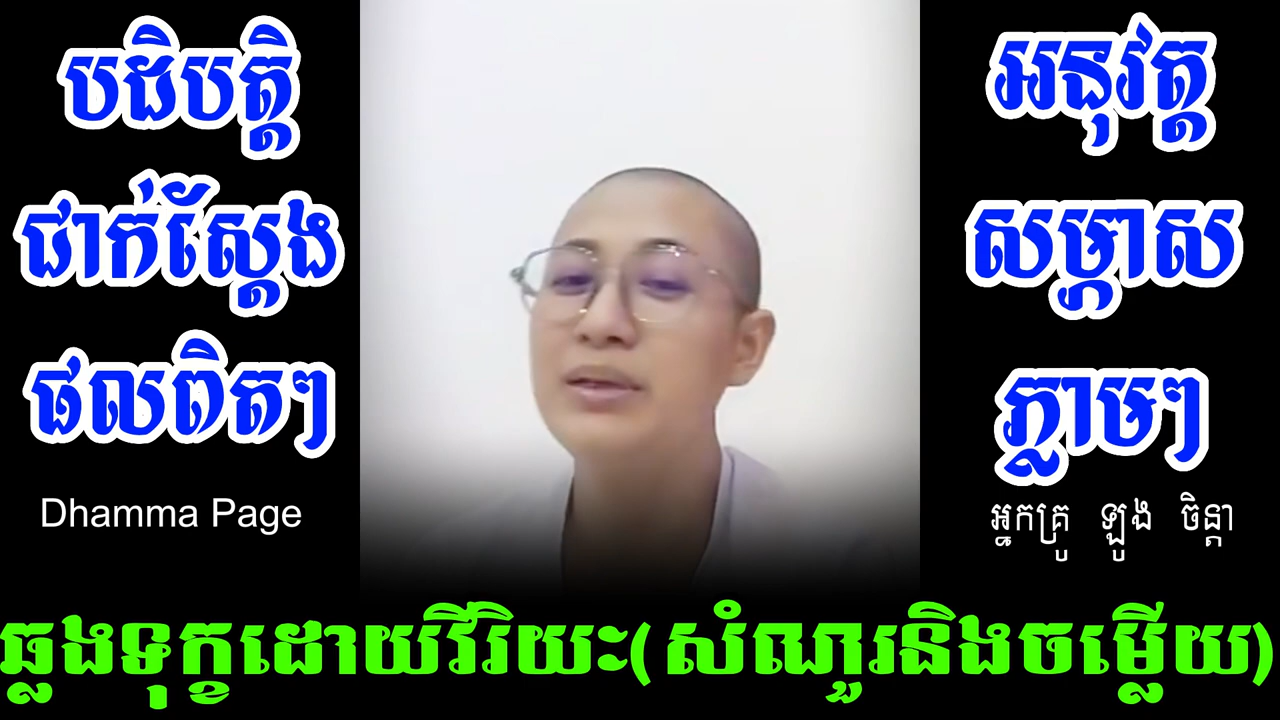 បដិបត្តិ
ជាក់ស្តែង
ផលពិតៗ
Dhamma Page
អនុវត្ត
សម្ភាស
ភ្លាមៗ
អ្នកគ្រូ ឡុង ចិន្តា
ឆ្លងទុក្ខដោយវីរិយៈ(សំណួរនិងចម្លើយ)